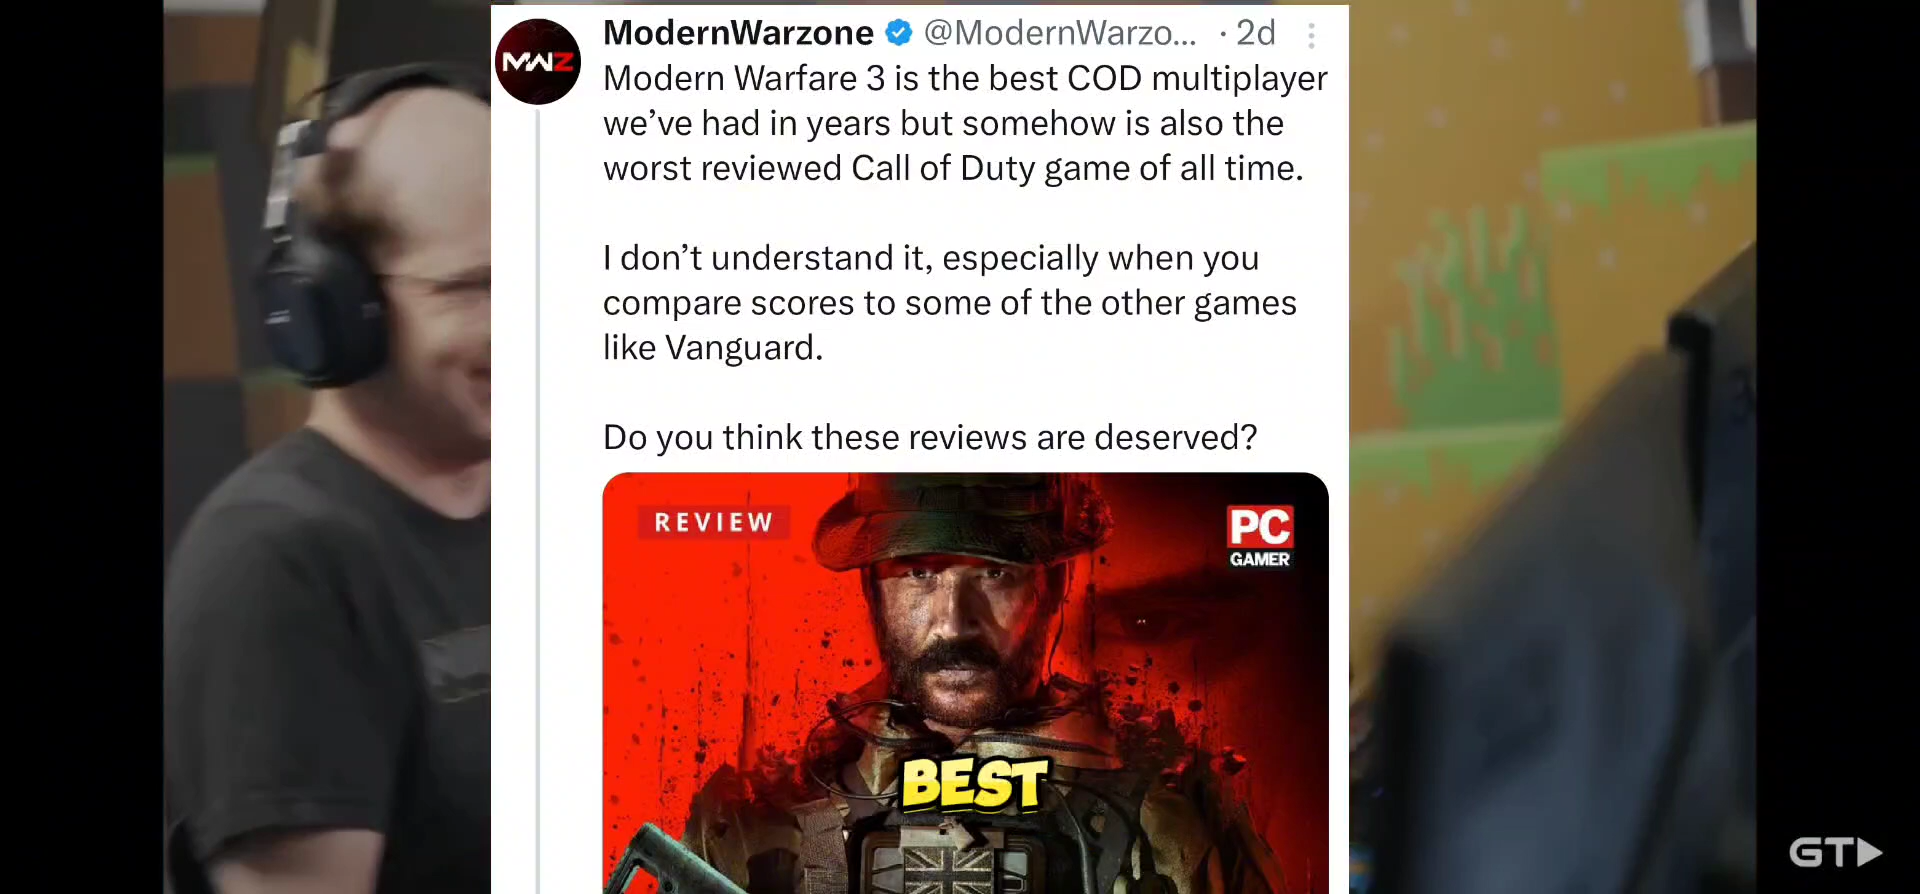 ModernWarzone @ModernWarzo... · 2d
MWZ
Modern Warfare 3 is the best COD multiplayer
we’ve had in years but somehow is also the
worst reviewed Call of Duty game of all time.
I don’t understand it, especially when you
compare scores to some of the other games
like Vanguard.
Do you think these reviews are deserved?
REVIEW
PC
GAMER
BEST
GT